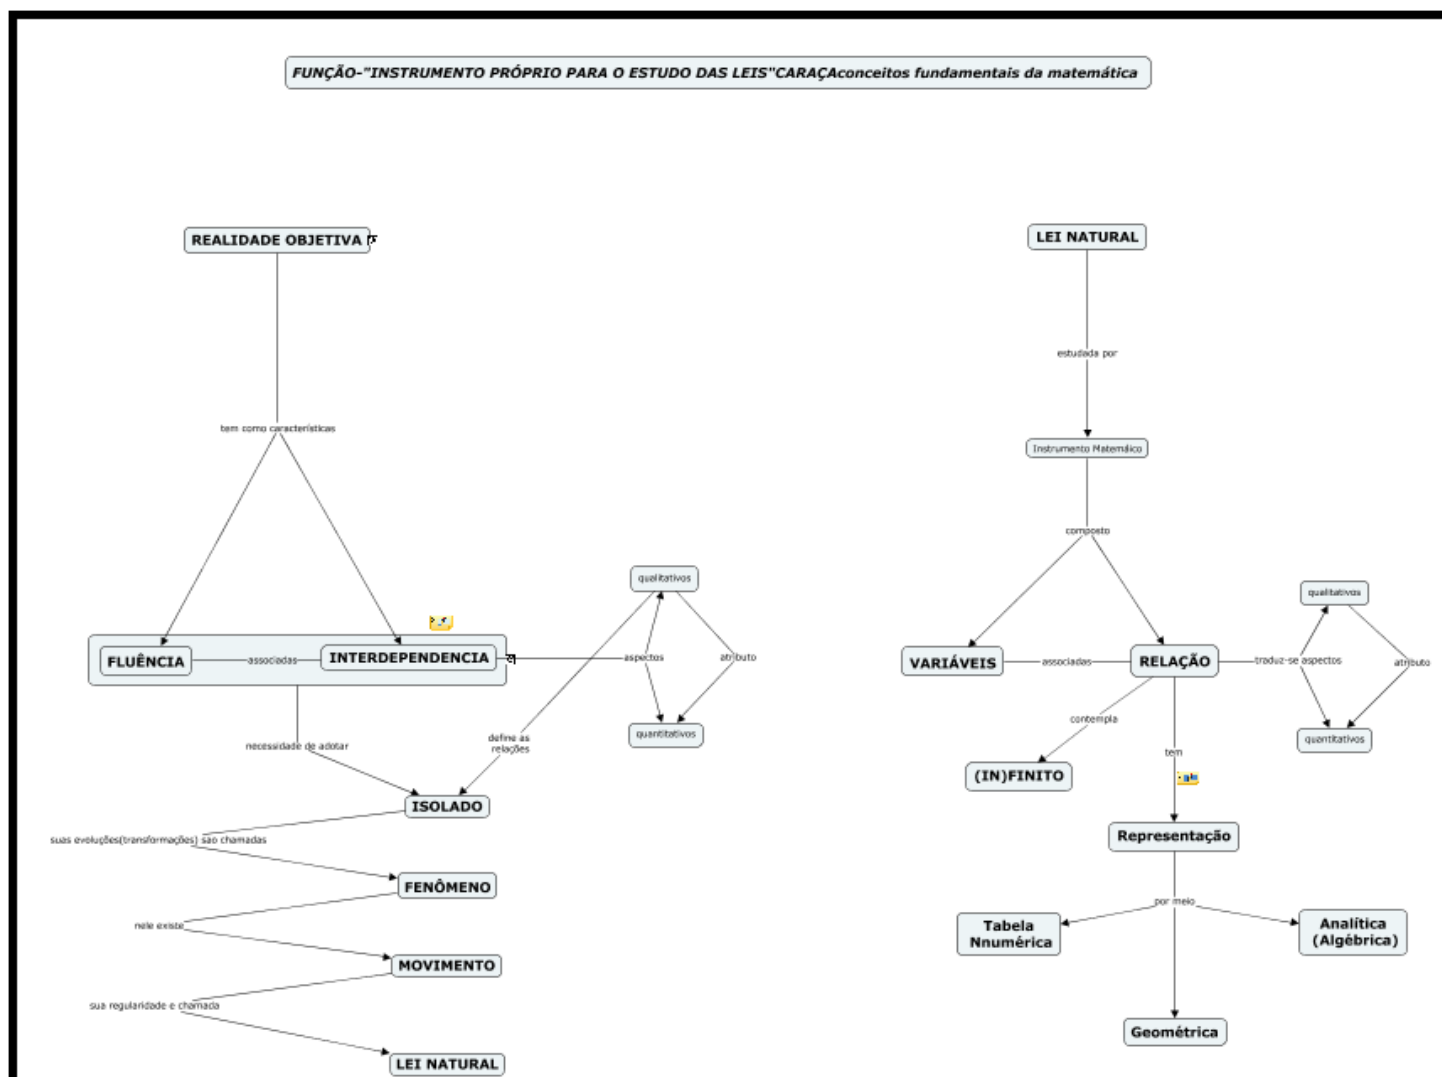 FUNÇÃO-"INSTRUMENTO PRÓPRIO PARA O ESTUDO DAS LEIS"CARAÇAconceitos fundamentais da matemática
REALIDADE OBJETIVA
tem como características
FLUÊNCIA
associadas
INTERDEPENDENCIA
aspectos
qualitativos
atributo
quantitativos
define as
relações
necessidade de adotar
ISOLADO
suas evoluções(transformações) sao chamadas
FENÔMENO
nele existe
MOVIMENTO
sua regularidade e chamada
LEI NATURAL
LEI NATURAL
estudada por
Instrumento Matemáico
composto
VARIÁVEIS
associadas
RELAÇÃO
traduz-se aspectos
qualitativos
atributo
quantitativos
contempla
(IN)FINITO
tem
Representação
por meio
Tabela
Nnumérica
Analítica
(Algébrica)
Geométrica